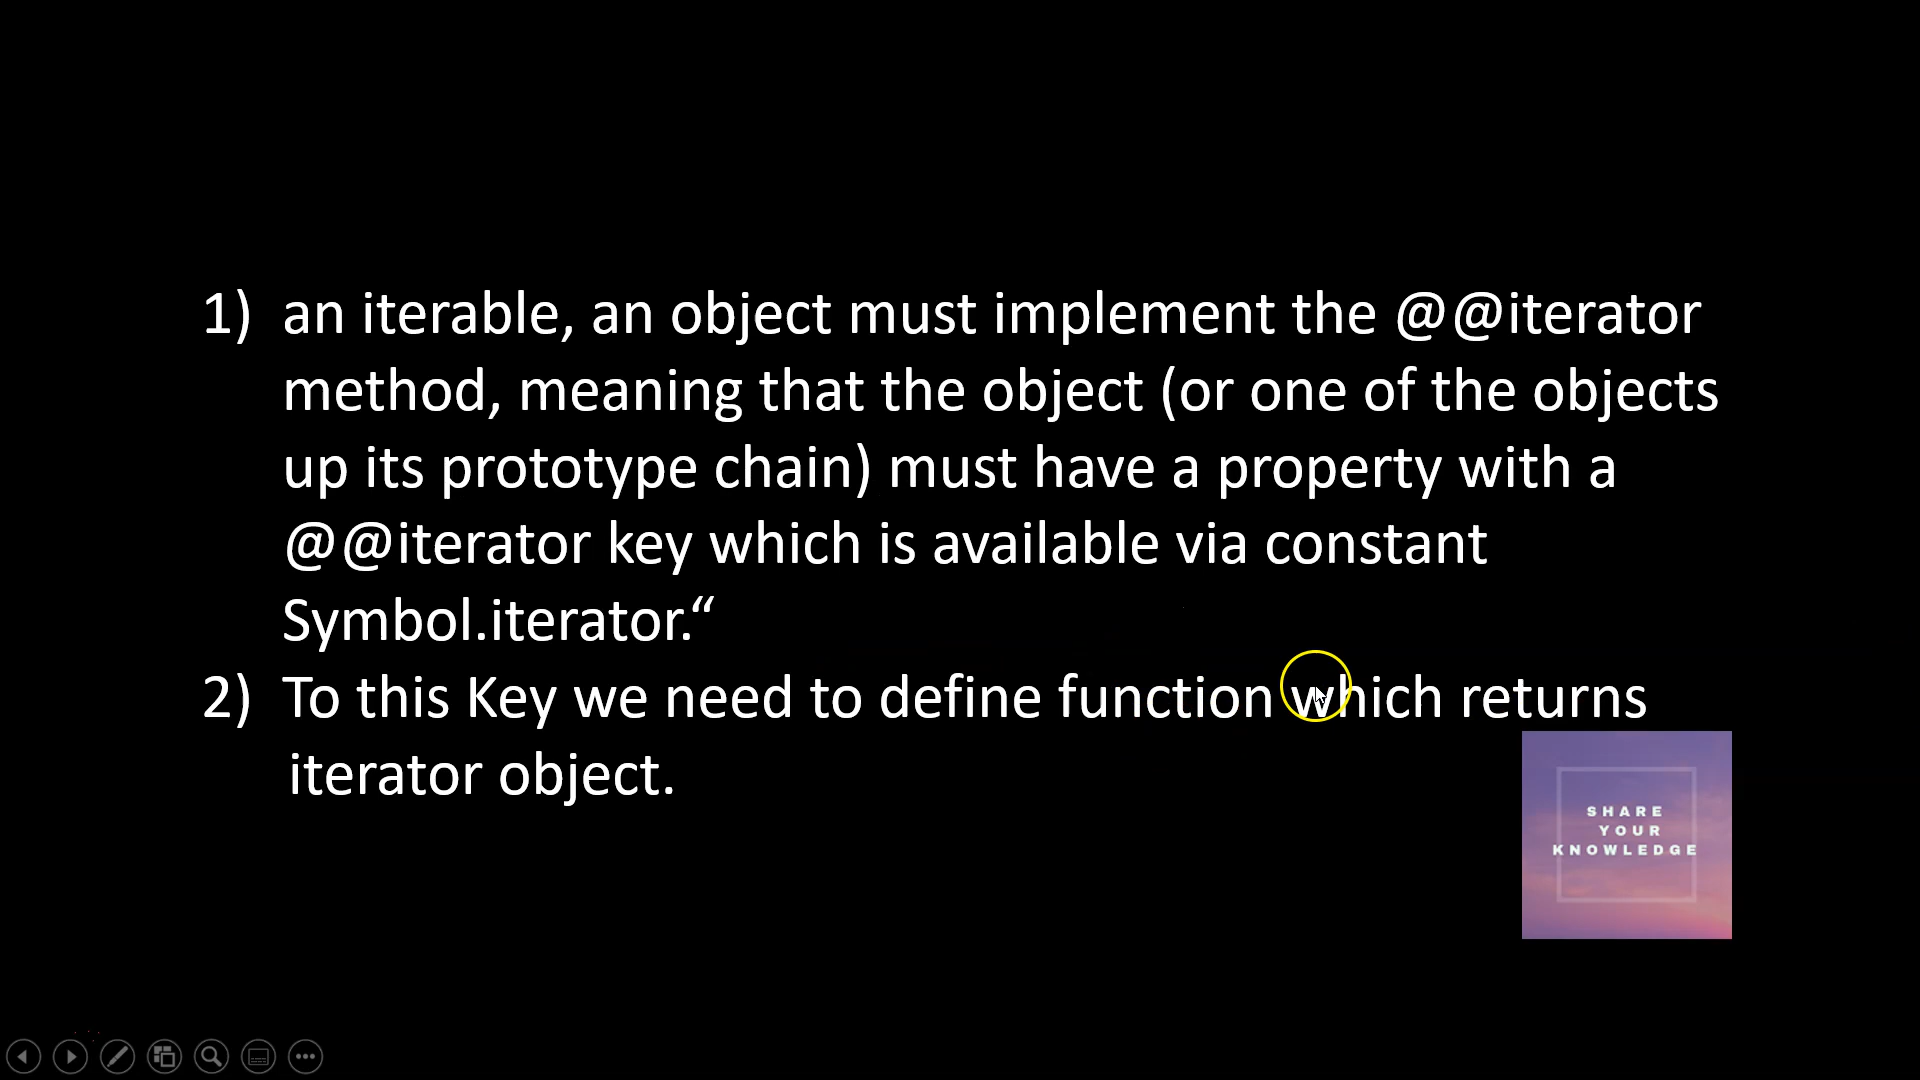 1) an iterable, an object must implement the @@iterator
method, meaning that the object (or one of the objects
up its prototype chain) must have a property with a
@@iterator key which is available via constant
Symbol.iterator.“
2) To this Key we need to define function which returns
iterator object.
SHARE
YOUR
KNOWLEDGE